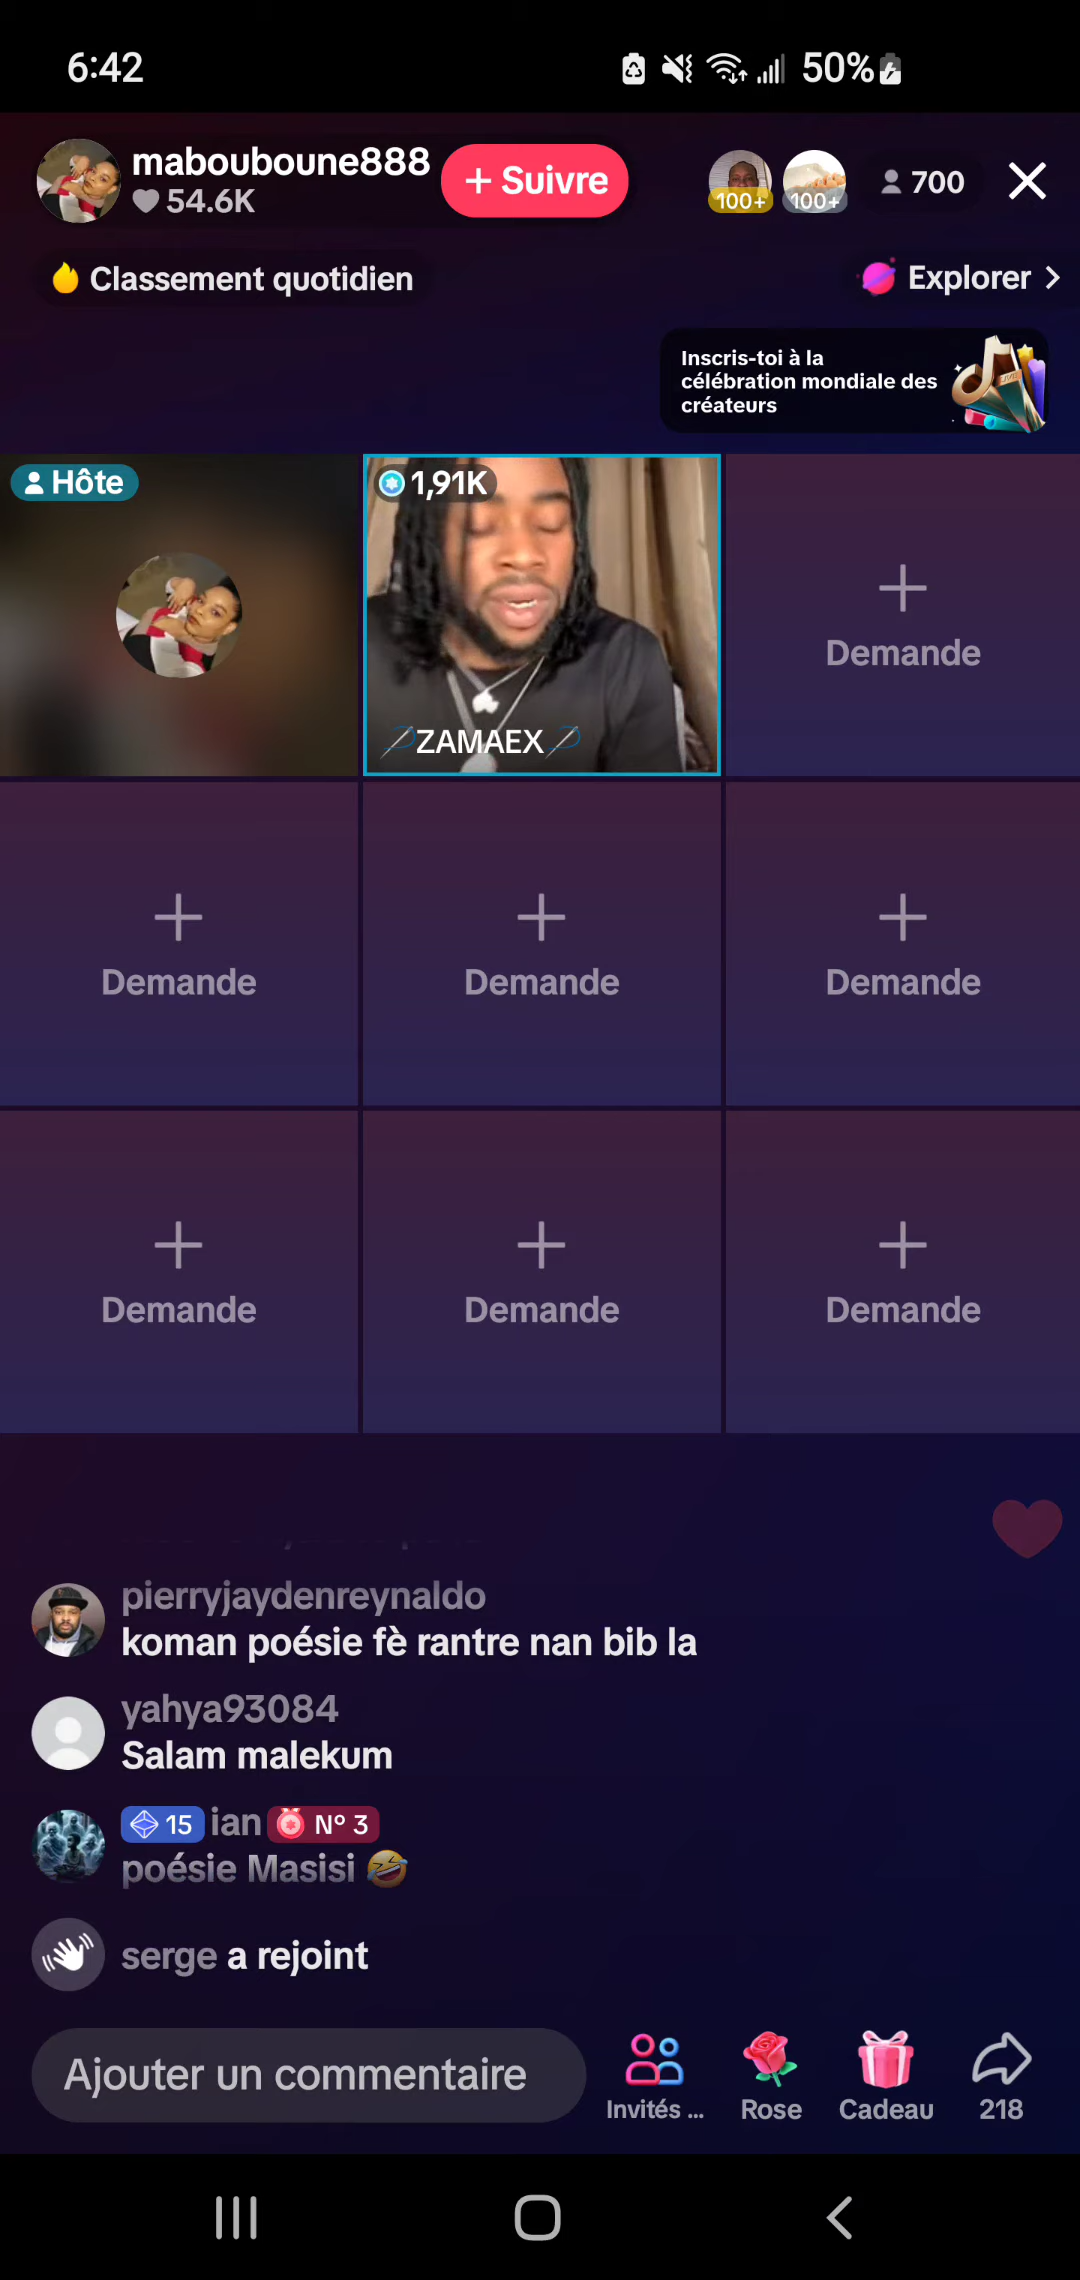 6:42
50%
mabouboune888
54.6K
+ Suivre
100+
100+
700
Classement quotidien
Explorer
Inscris-toi à la
célébration mondiale des
créateurs
Hôte
1,91K
ZAMAEX
Demande
Demande
Demande
Demande
Demande
Demande
Demande
pierryjaydenreynaldo
koman poésie fè rantre nan bib la
yahya93084
Salam malekum
15 ian Nº 3
poésie Masisi 🤣
serge a rejoint
Ajouter un commentaire
Invités ...
Rose
Cadeau
218